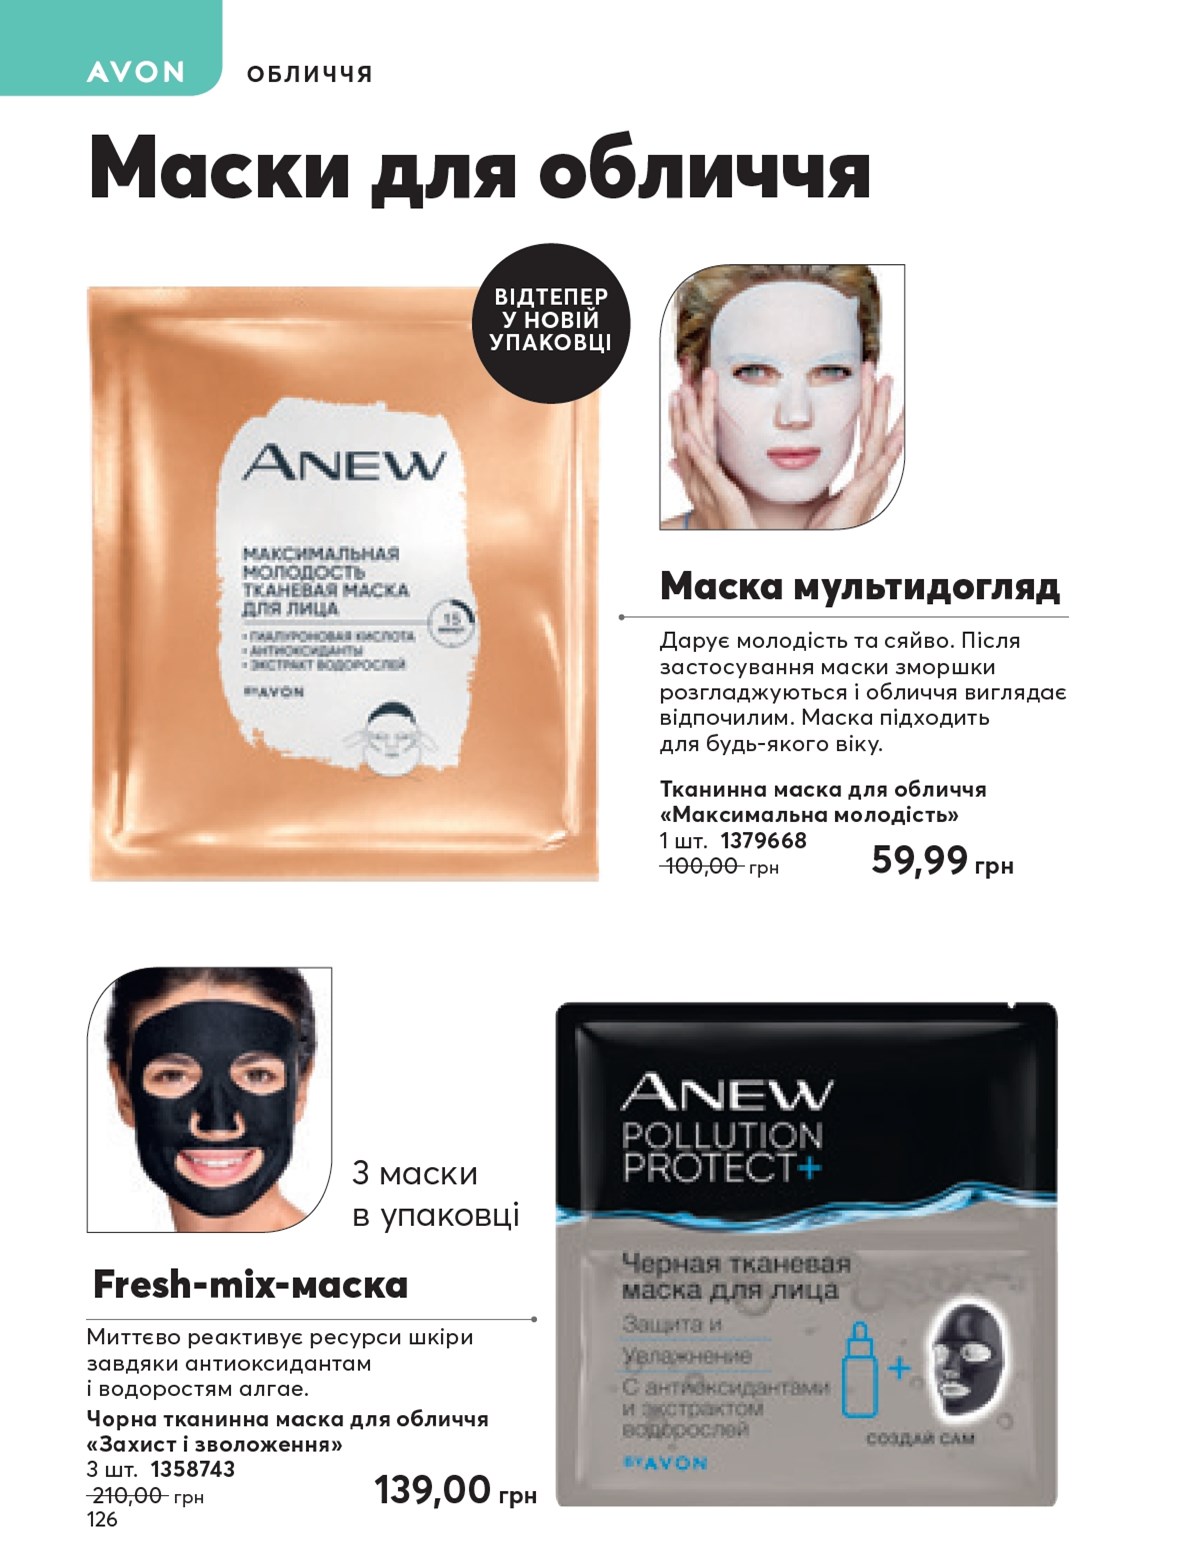 AVON
ОБЛИЧЧЯ
Маски для обличчя
ВІДТЕПЕР
У НОВІЙ
УПАКОВЦІ
ANEW
МАКСИМАЛЬНАЯ
МОЛОДОСТЬ
ТКАНЕВАЯ МАСКА
ДЛЯ ЛИЦА
15
• ГИАЛУРОНОВАЯ КИСЛОТА
• АНТИОКСИДАНТЫ
• ЭКСТРАКТ ВОДОРОСЛЕЙ
BY AVON
Маска мультидогляд
Дарує молодість та сяйво. Після
застосування маски зморшки
розгладжуються і обличчя виглядає
відпочилим. Маска підходить
для будь-якого віку.
Тканинна маска для обличчя
«Максимальна молодість»
1 шт. 1379668
100,00 грн
59,99 грн
3 маски
в упаковці
Fresh-mix-маска
Миттєво реактивує ресурси шкіри
завдяки антиоксидантам
і водоростям алгае.
Чорна тканинна маска для обличчя
«Захист і зволоження»
3 шт. 1358743
210,00 грн
139,00 грн
ANEW
POLLUTION
PROTECT+
Черная тканевая
маска для лица
Защита и
Увлажнение
С антиоксидантами
и экстрактом
водорослей
+
СОЗДАЙ САМ
BY AVON
126